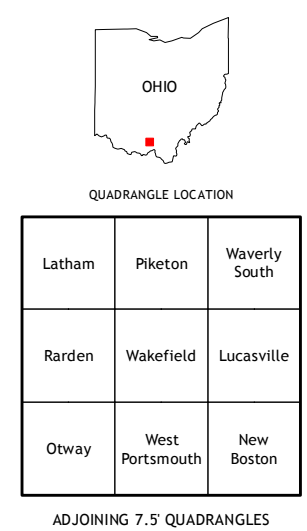 OHIO
QUADRANGLE LOCATION
Latham
Piketon
Waverly
South
Rarden
Wakefield
Lucasville
Otway
West
Portsmouth
New
Boston
ADJOINING 7.5' QUADRANGLES